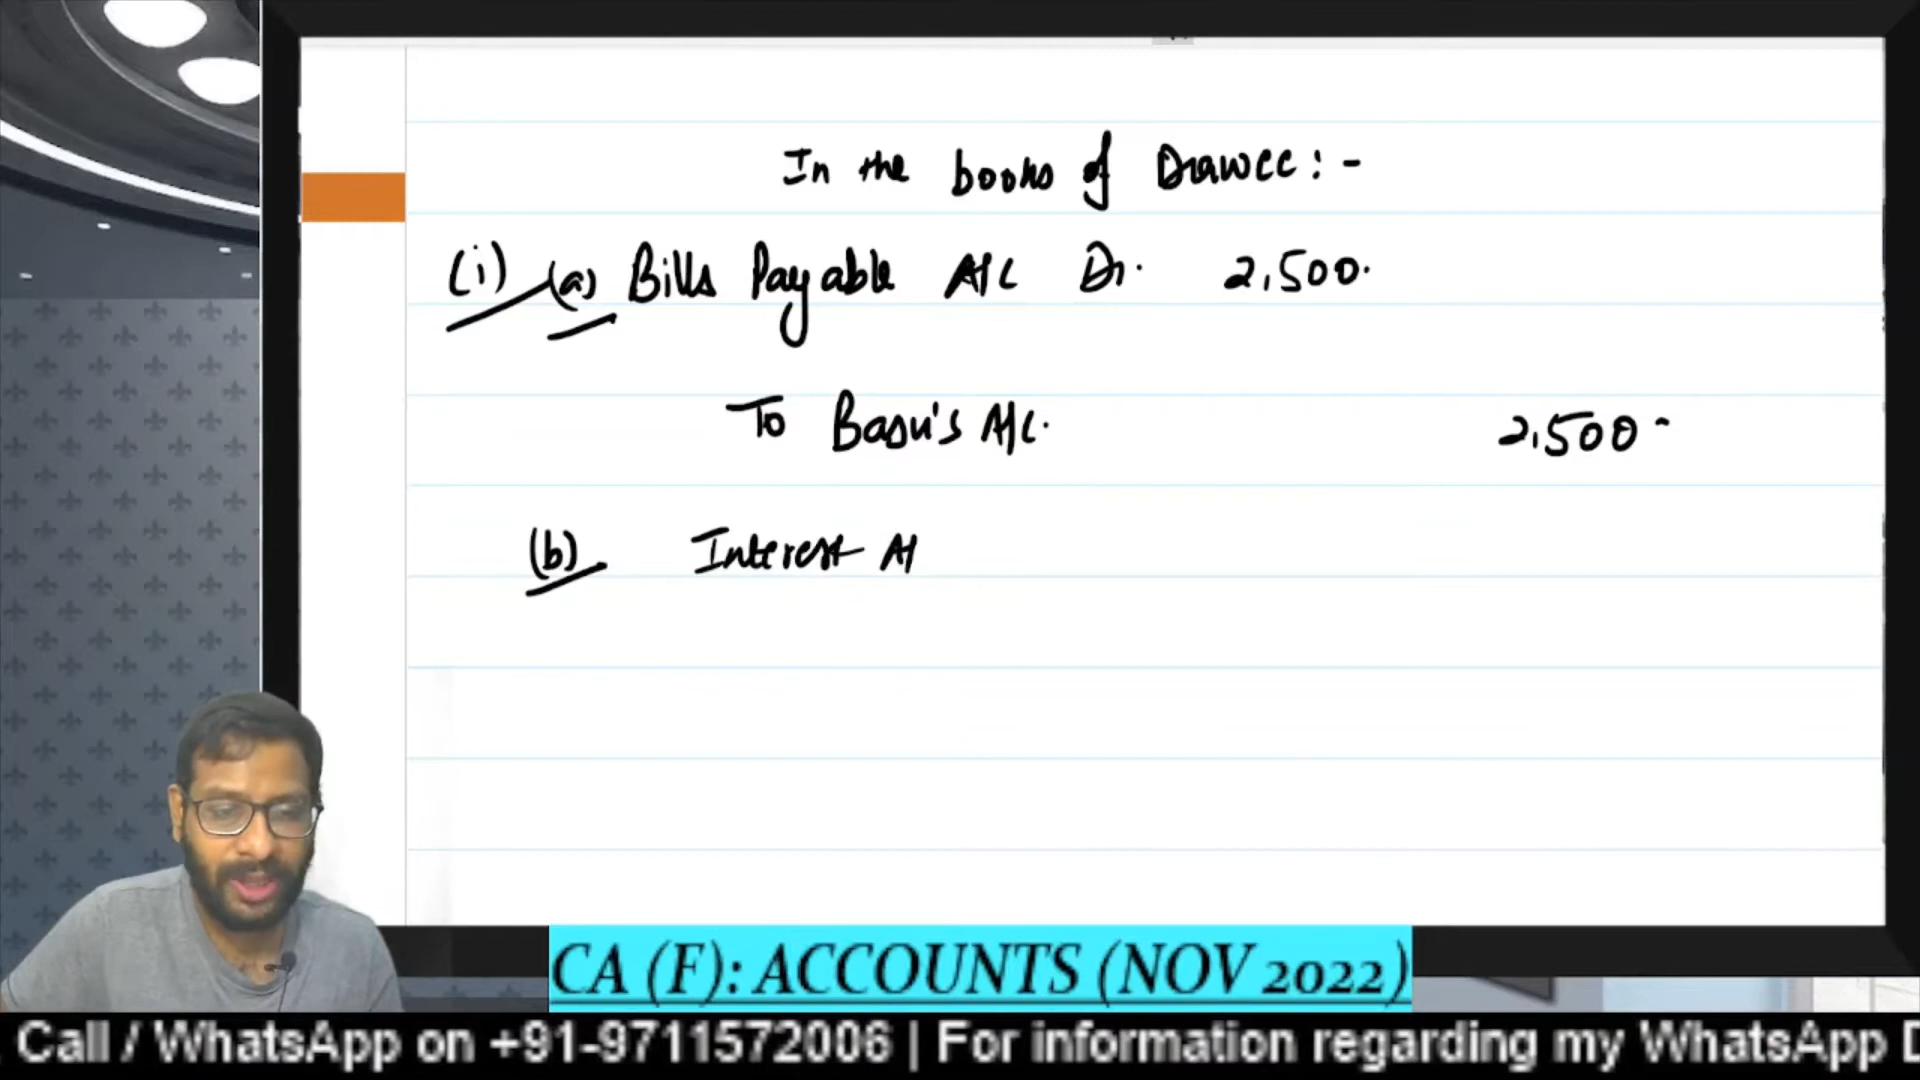 In the books of Drawee:-
(i) (a) Bills Payable A/C Dr. 2,500.
To Basu's A/C. 2,500-
(b) Interest A/
CA (F): ACCOUNTS (NOV 2022)
Call / WhatsApp on +91-9711572006 | For information regarding my WhatsApp D